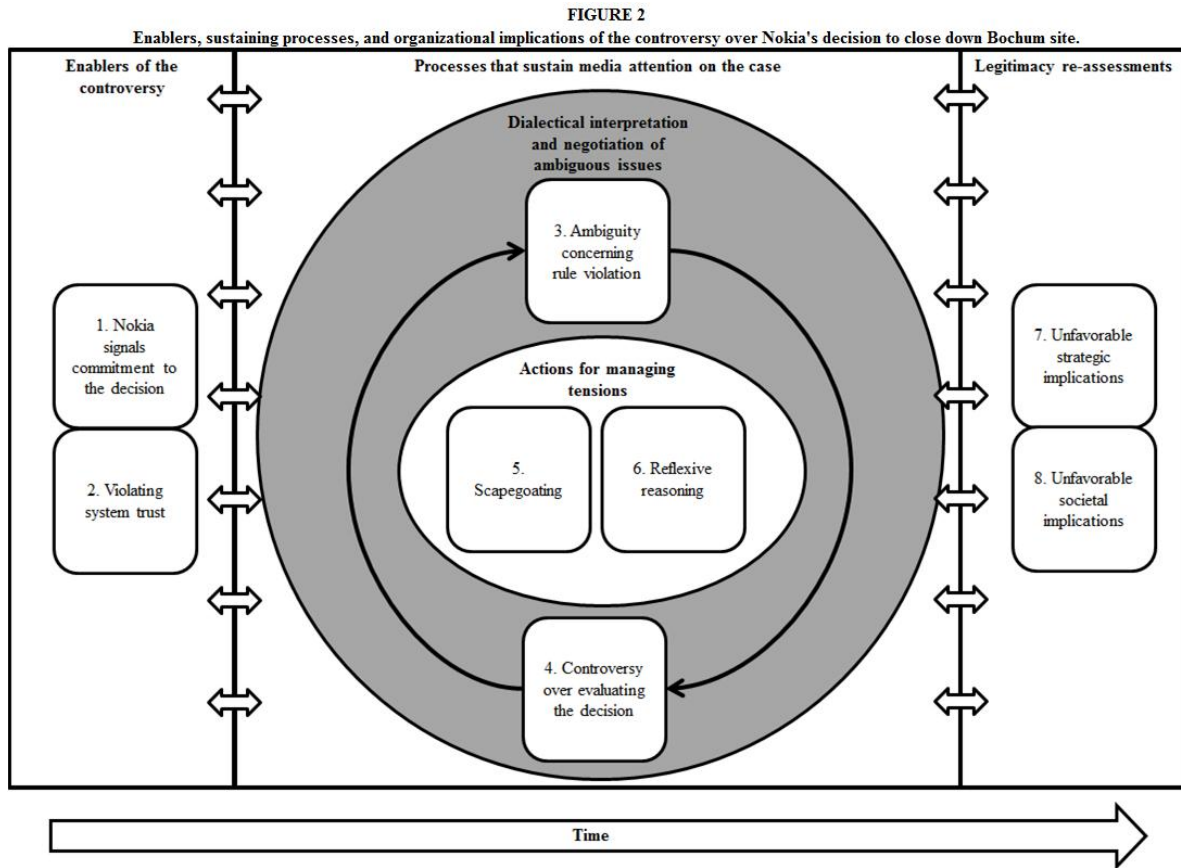 FIGURE 2
Enablers, sustaining processes, and organizational implications of the controversy over Nokia's decision to close down Bochum site.
Enablers of the
controversy
Processes that sustain media attention on the case
Legitimacy re-assessments
Dialectical interpretation
and negotiation of
ambiguous issues
3. Ambiguity
concerning
rule violation
1. Nokia
signals
commitment to
the decision
2. Violating
system trust
Actions for managing
tensions
5.
Scapegoating
6. Reflexive
reasoning
4. Controversy
over evaluating
the decision
7. Unfavorable
strategic
implications
8. Unfavorable
societal
implications
Time